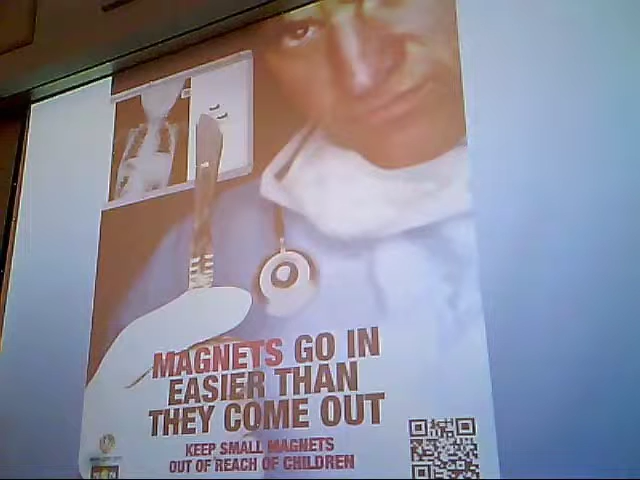 MAGNETS GO IN
EASIER THAN
THEY COME OUT
KEEP SMALL MAGNETS
OUT OF REACH OF CHILDREN